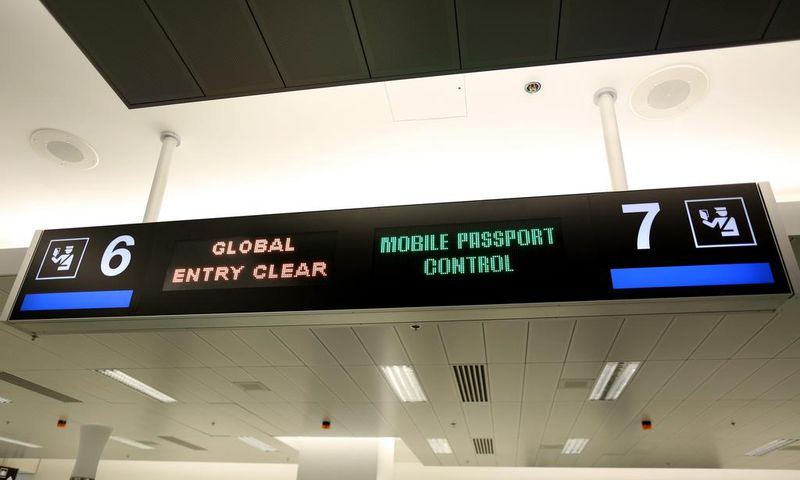 6
GLOBAL
ENTRY CLEAR
MOBILE PASSPORT
CONTROL
7